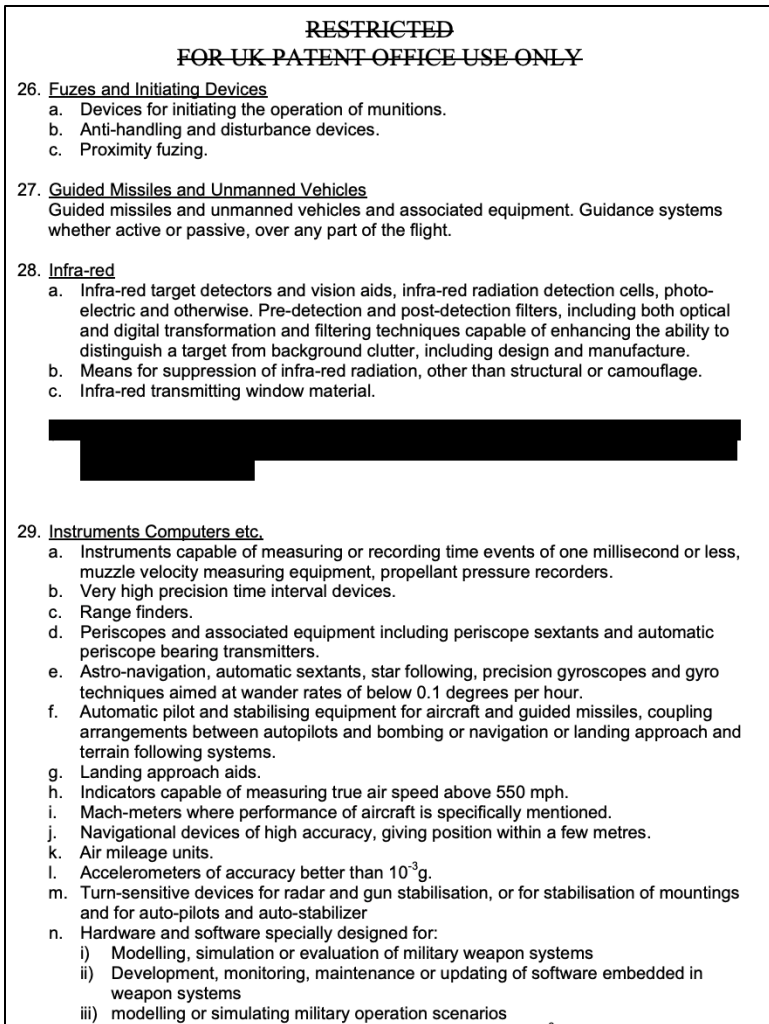 RESTRICTED
FOR UK PATENT OFFICE USE ONLY
26. Fuzes and Initiating Devices
a. Devices for initiating the operation of munitions.
b. Anti-handling and disturbance devices.
c. Proximity fuzing.
27. Guided Missiles and Unmanned Vehicles
Guided missiles and unmanned vehicles and associated equipment. Guidance systems
whether active or passive, over any part of the flight.
28. Infra-red
a. Infra-red target detectors and vision aids, infra-red radiation detection cells, photo-
electric and otherwise. Pre-detection and post-detection filters, including both optical
and digital transformation and filtering techniques capable of enhancing the ability to
distinguish a target from background clutter, including design and manufacture.
b. Means for suppression of infra-red radiation, other than structural or camouflage.
c. Infra-red transmitting window material.
29. Instruments Computers etc,
a. Instruments capable of measuring or recording time events of one millisecond or less,
muzzle velocity measuring equipment, propellant pressure recorders.
b. Very high precision time interval devices.
c. Range finders.
d. Periscopes and associated equipment including periscope sextants and automatic
periscope bearing transmitters.
e. Astro-navigation, automatic sextants, star following, precision gyroscopes and gyro
techniques aimed at wander rates of below 0.1 degrees per hour.
f. Automatic pilot and stabilising equipment for aircraft and guided missiles, coupling
arrangements between autopilots and bombing or navigation or landing approach and
terrain following systems.
g. Landing approach aids.
h. Indicators capable of measuring true air speed above 550 mph.
i. Mach-meters where performance of aircraft is specifically mentioned.
j. Navigational devices of high accuracy, giving position within a few metres.
k. Air mileage units.
l. Accelerometers of accuracy better than 10⁻³g.
m. Turn-sensitive devices for radar and gun stabilisation, or for stabilisation of mountings
and for auto-pilots and auto-stabilizer
n. Hardware and software specially designed for:
i) Modelling, simulation or evaluation of military weapon systems
ii) Development, monitoring, maintenance or updating of software embedded in
weapon systems
iii) modelling or simulating military operation scenarios